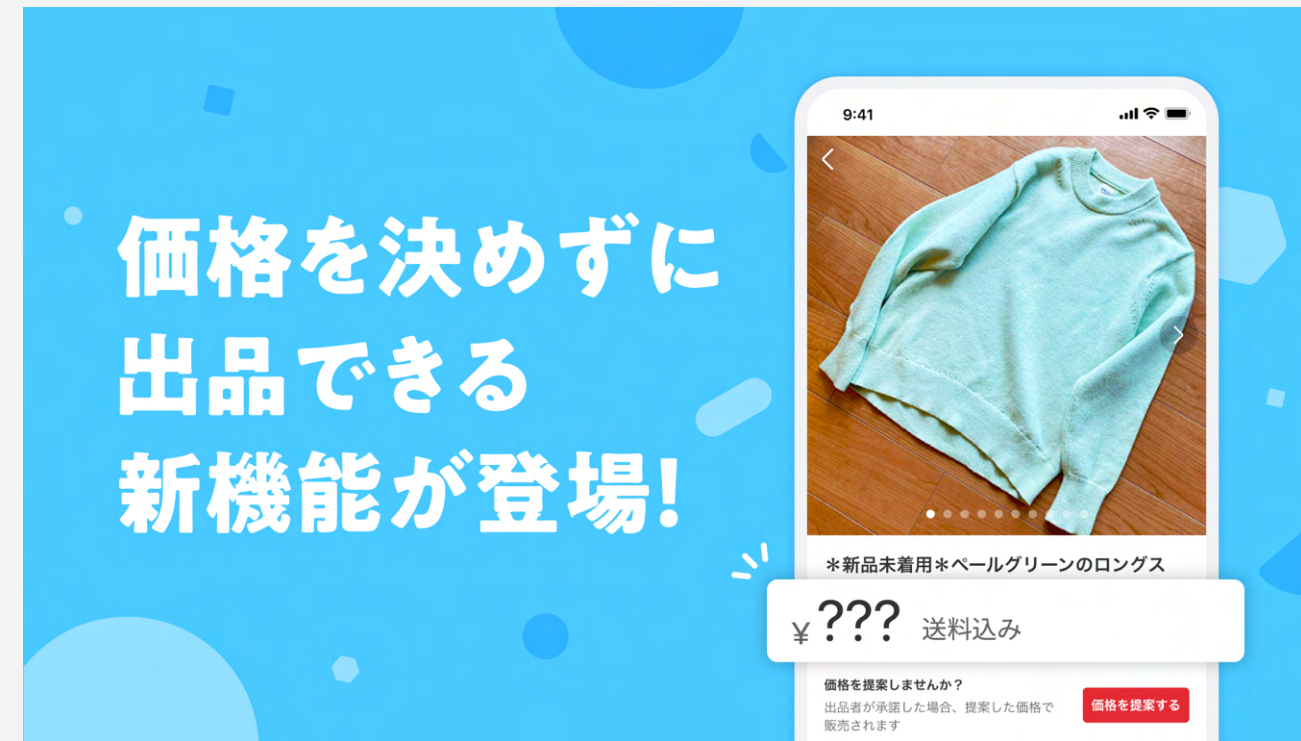 価格を決めずに
出品できる
新機能が登場!
9:41
＊新品未着用＊ペールグリーンのロングス
¥??? 送料込み
価格を提案しませんか？
出品者が承諾した場合、提案した価格で
販売されます
価格を提案する